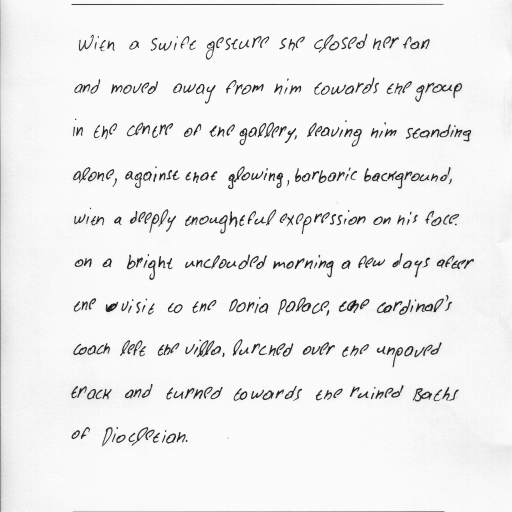 With a swift gesture she closed her fan
and moved away from him towards the group
in the centre of the gallery, leaving him standing
alone, against that glowing, barbaric background,
with a deeply thoughtful expression on his face.
on a bright unclouded morning a few days after
the visit to the Doria Palace, the cardinal's
coach left the villa, lurched over the unpaved
track and turned towards the ruined Baths
of Diocletian.